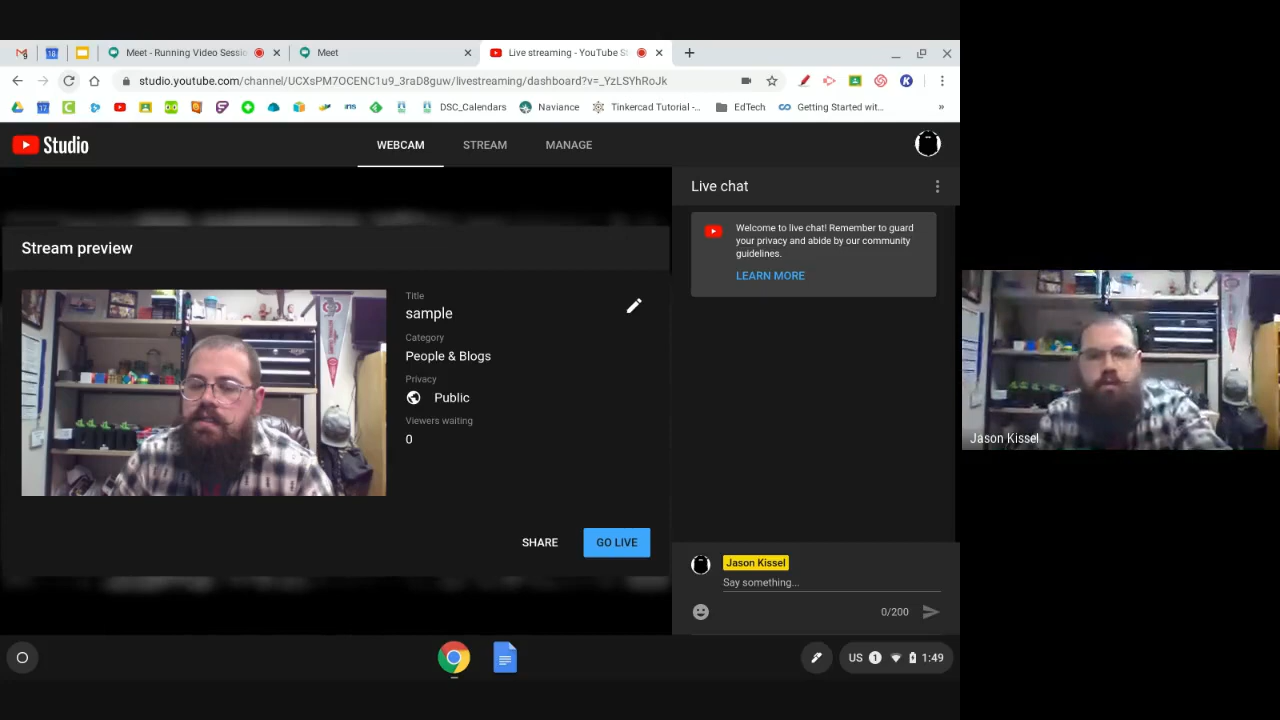 Meet - Running Video Sessi
Meet
Live streaming - YouTube S
studio.youtube.com/channel/UCXsPM7OCENC1u9_3raD8guw/livestreaming/dashboard?v=_YzLSYhRoJk
DSC_Calendars
Naviance
Tinkercad Tutorial -...
EdTech
Getting Started wit...
»
Studio
WEBCAM
STREAM
MANAGE
Live chat
Welcome to live chat! Remember to guard
your privacy and abide by our community
guidelines.
LEARN MORE
Stream preview
Title
sample
Category
People & Blogs
Privacy
Public
Viewers waiting
0
SHARE
GO LIVE
Jason Kissel
Say something...
0/200
Jason Kissel
US
1
1:49